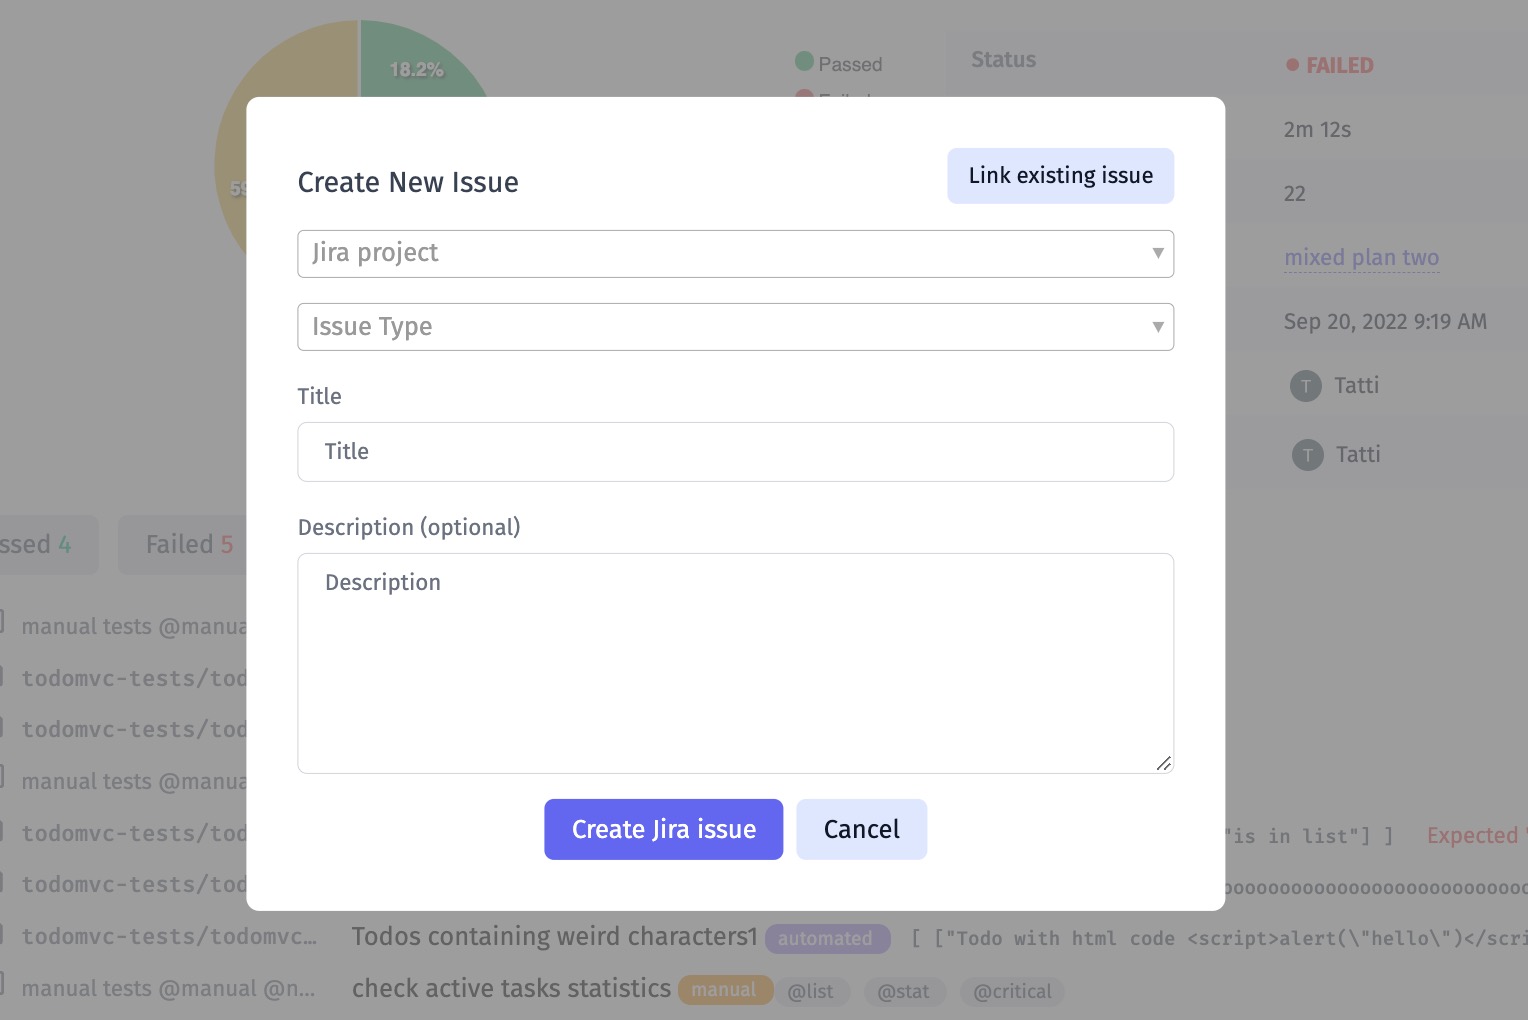 18.2%
Passed
Status
FAILED
2m 12s
Create New Issue
Link existing issue
22
Jira project
mixed plan two
Issue Type
Sep 20, 2022 9:19 AM
Title
T Tatti
Title
T Tatti
Description (optional)
ssed 4
Failed 5
Description
manual tests @manua
todomvc-tests/tod
todomvc-tests/tod
manual tests @manua
Create Jira issue
Cancel
todomvc-tests/tod
"is in list"] ] Expected
todomvc-tests/tod
todomvc-tests/todomvc… Todos containing weird characters1 automated [ ["Todo with html code <script>alert(\"hello\")</scri
manual tests @manual @n… check active tasks statistics manual @list @stat @critical